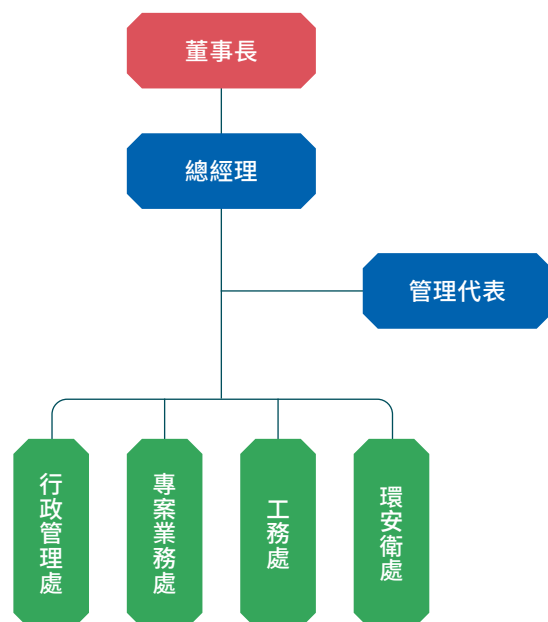 董事長
總經理
管理代表
行政管理處
專案業務處
工務處
環安衛處